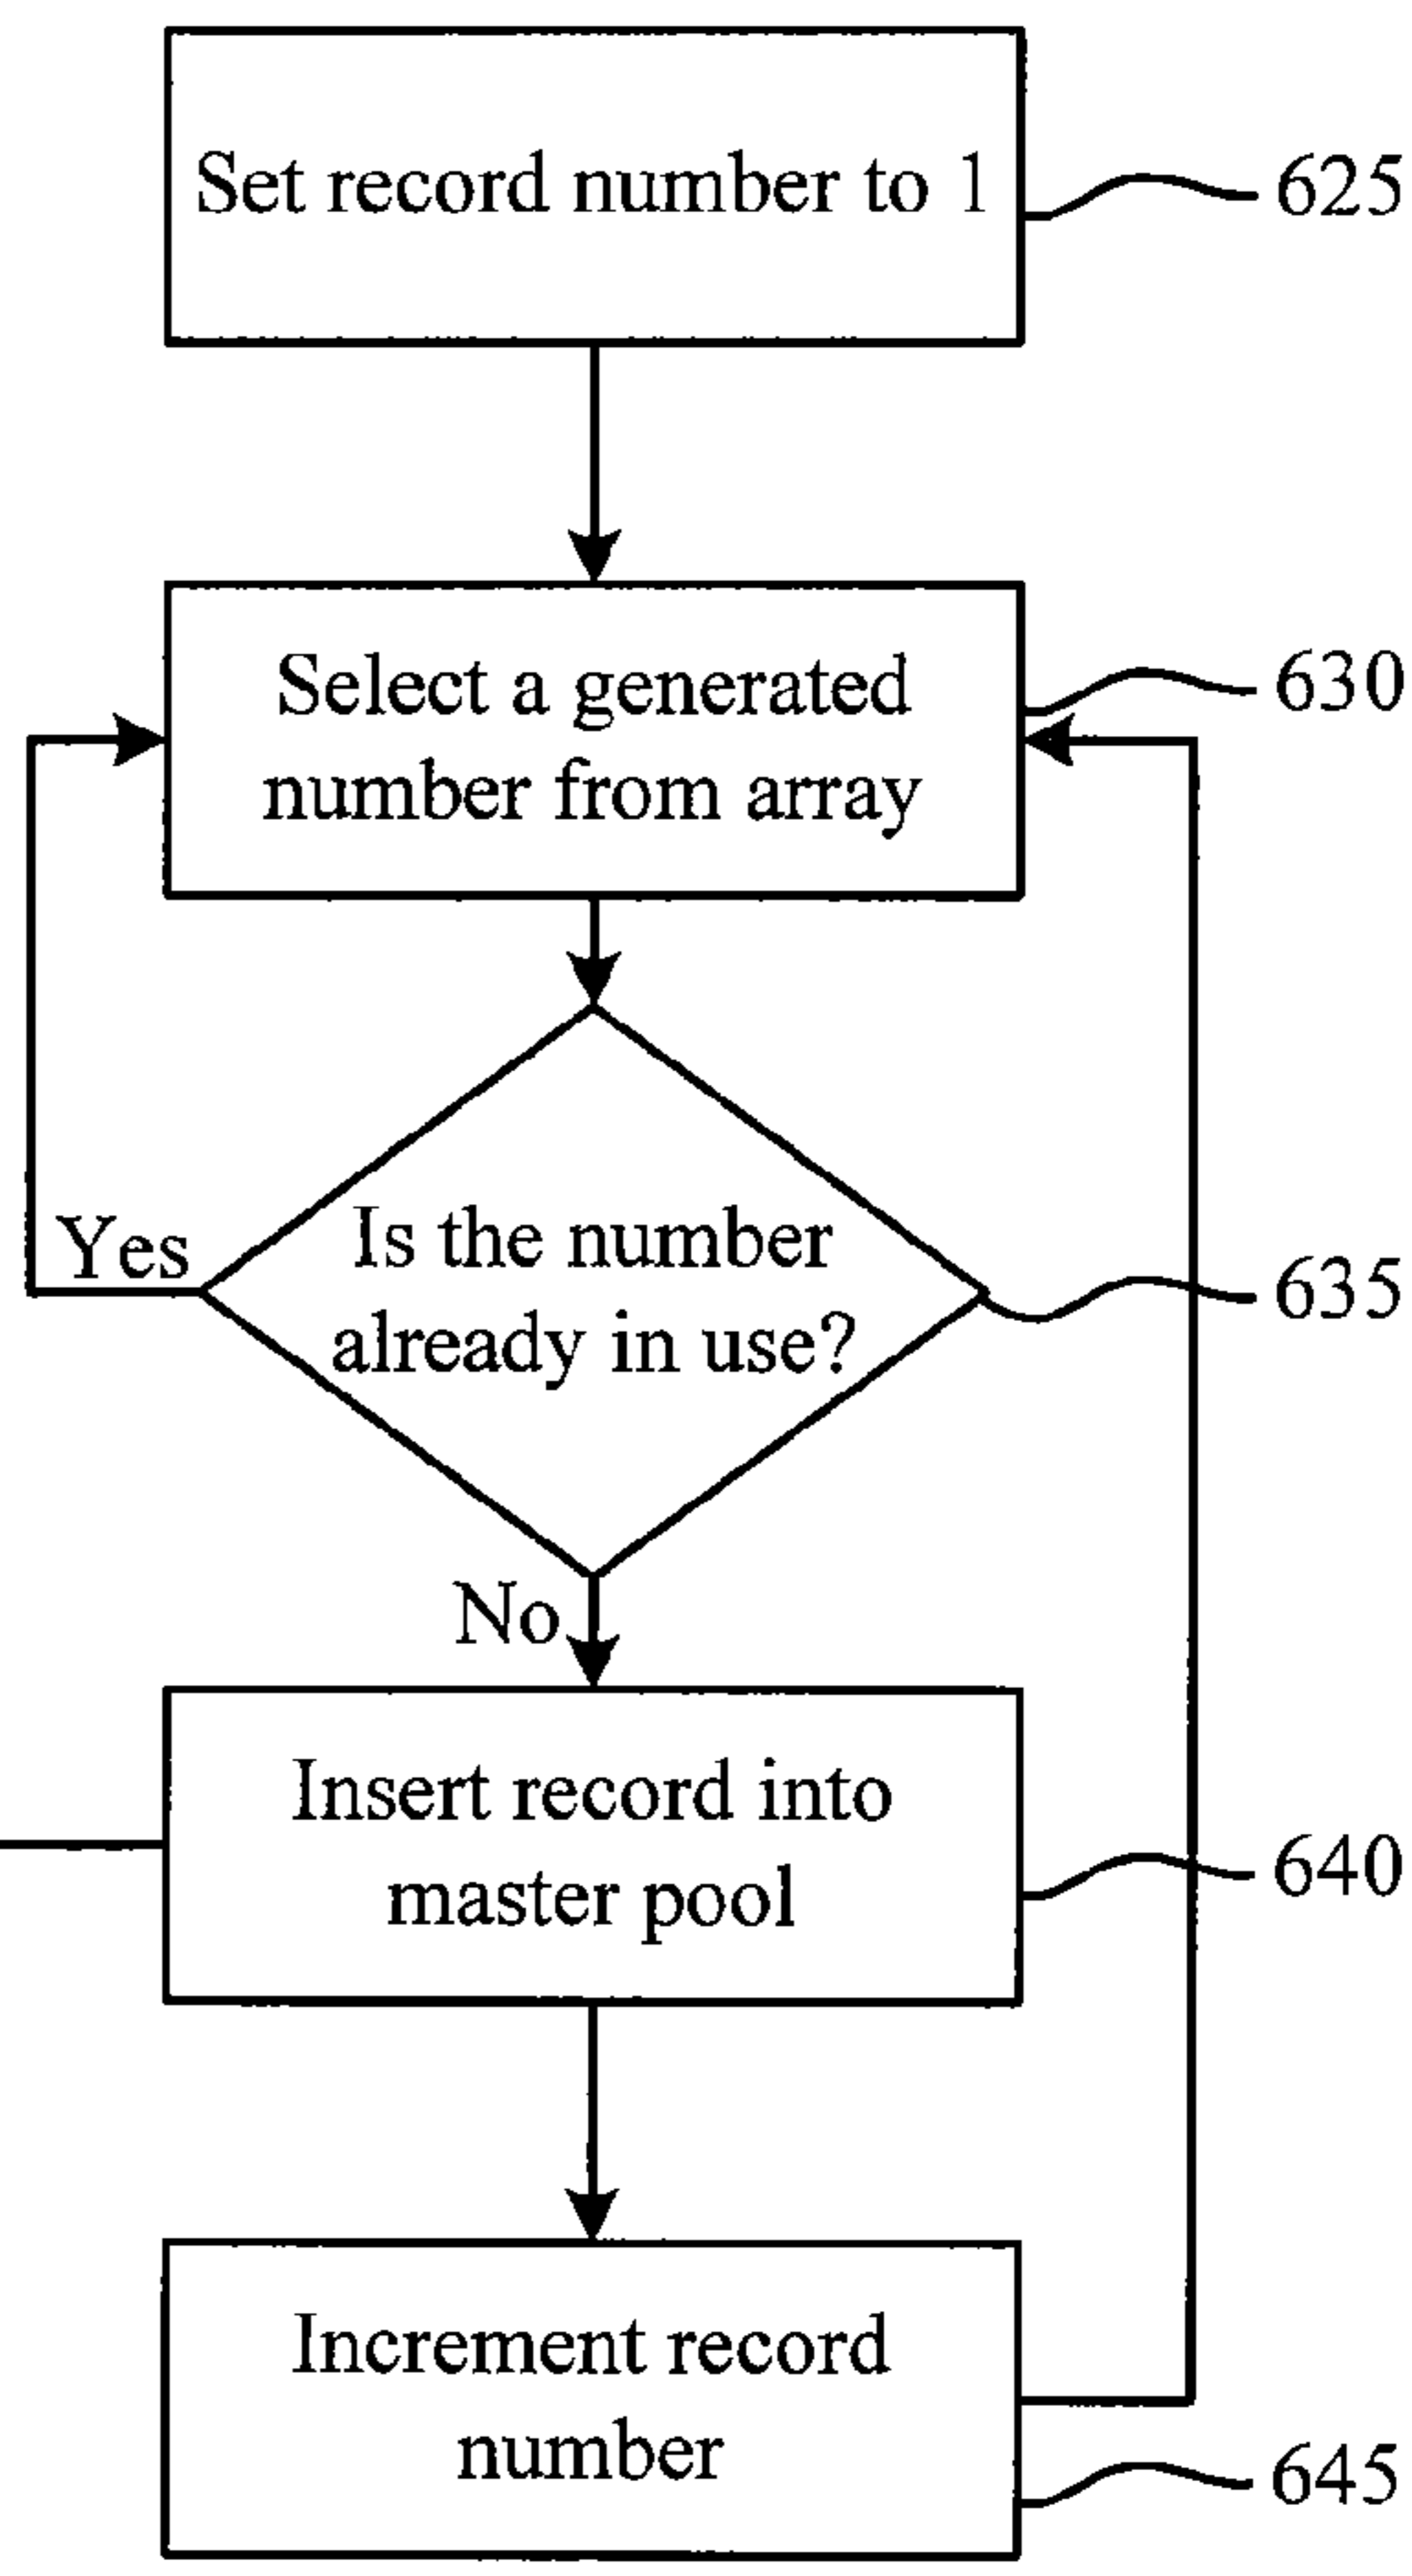 Set record number to 1
625
Select a generated
number from array
630
Yes
Is the number
already in use?
635
No
Insert record into
master pool
640
Increment record
number
645